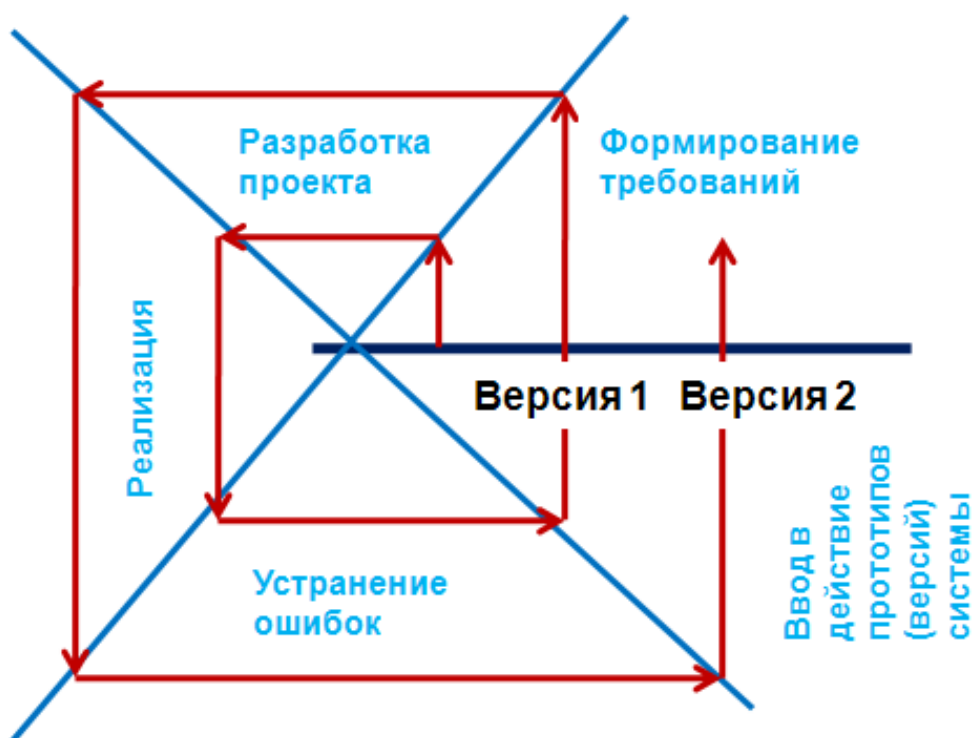 Разработка
проекта
Формирование
требований
Реализация
Версия 1
Версия 2
Устранение
ошибок
Ввод в
действие
прототипов
(версий)
системы